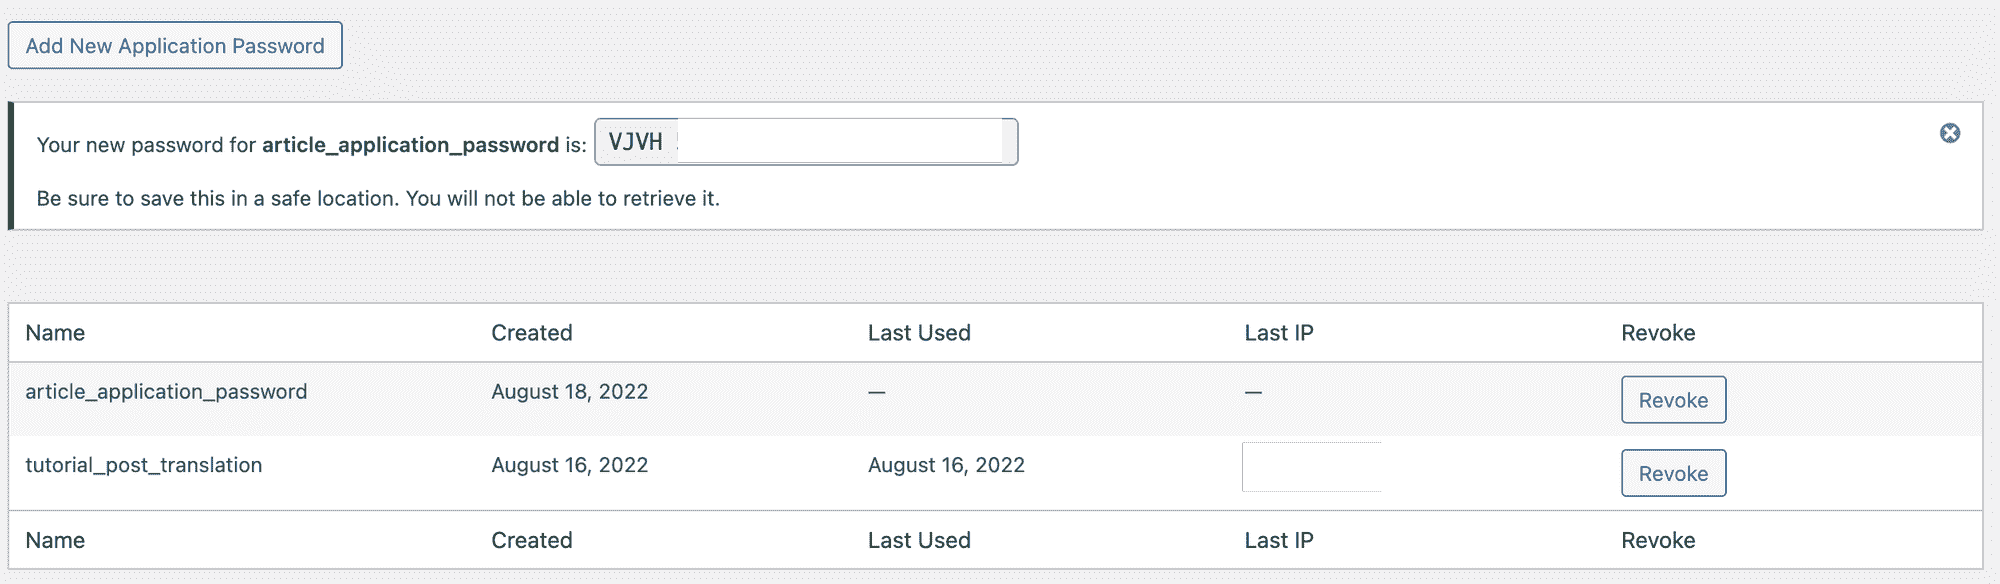 Add New Application Password
Your new password for article_application_password is: VJVH
Be sure to save this in a safe location. You will not be able to retrieve it.
Name Created Last Used Last IP Revoke
article_application_password August 18, 2022 — — Revoke
tutorial_post_translation August 16, 2022 August 16, 2022 Revoke
Name Created Last Used Last IP Revoke